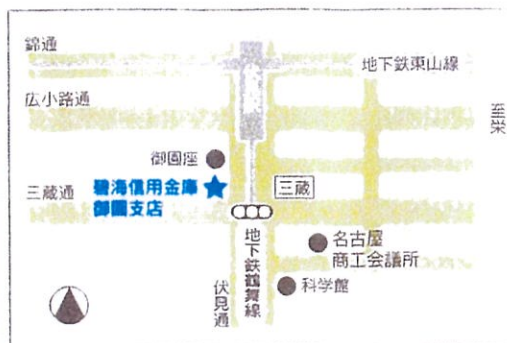 錦通
地下鉄東山線
広小路通
至栄
御園座
三蔵通
碧海信用金庫
御園支店
三蔵
名古屋
商工会議所
地下鉄鶴舞線
伏見通
科学館